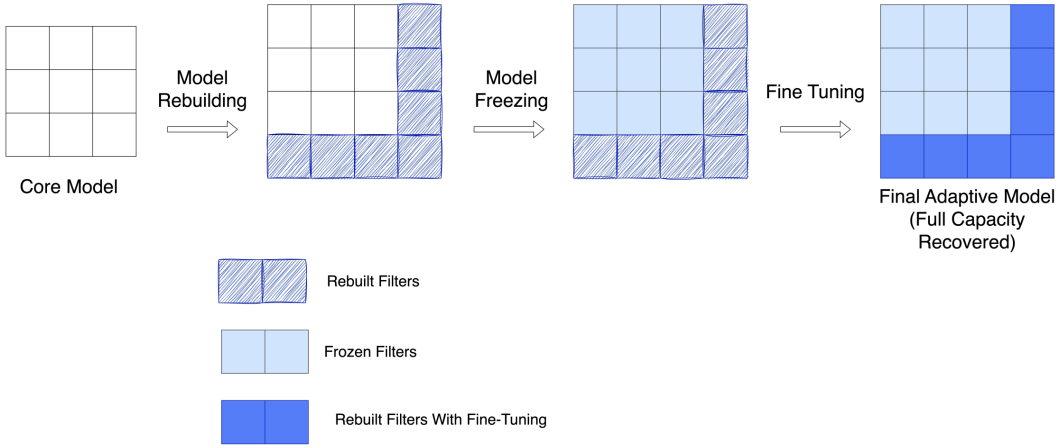 Model
Rebuilding
Model
Freezing
Fine Tuning
Core Model
Final Adaptive Model
(Full Capacity
Recovered)
Rebuilt Filters
Frozen Filters
Rebuilt Filters With Fine-Tuning